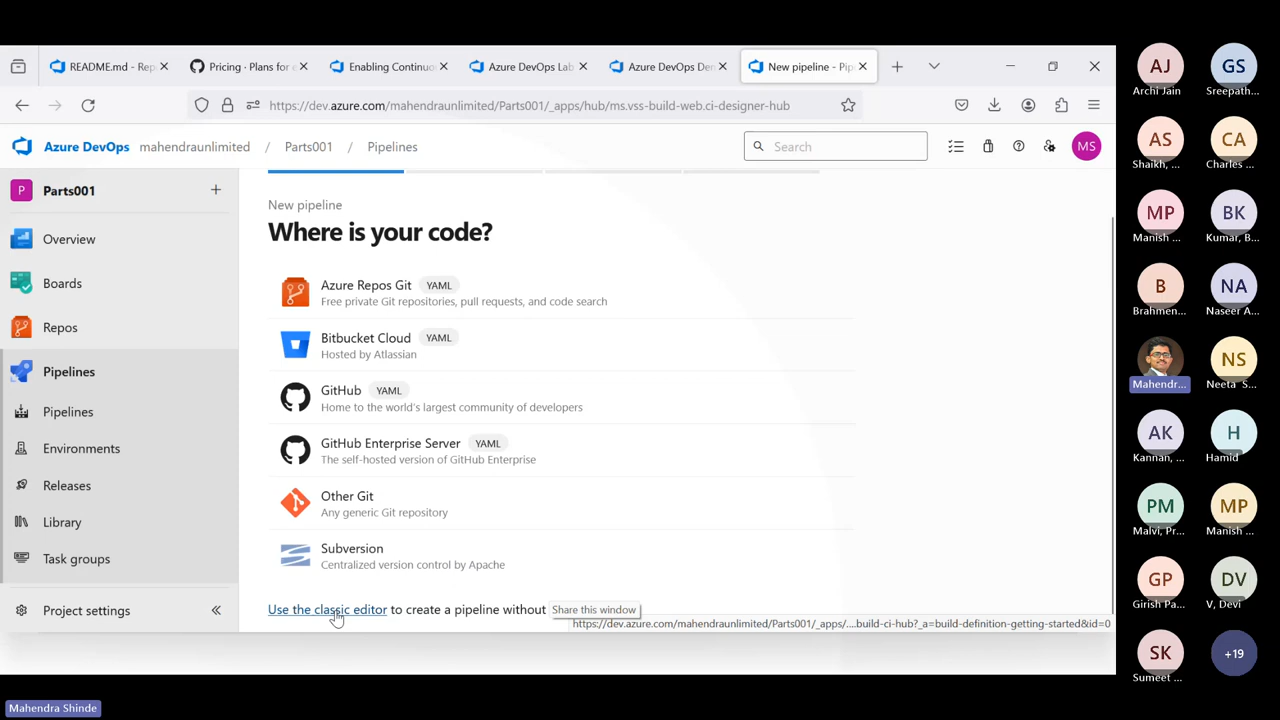 README.md - Rep
Pricing · Plans for e
Enabling Continuo
Azure DevOps Lab
Azure DevOps Den
New pipeline - Pip
https://dev.azure.com/mahendraunlimited/Parts001/_apps/hub/ms.vss-build-web.ci-designer-hub
Azure DevOps mahendraunlimited / Parts001 / Pipelines
Search
MS
P Parts001
Overview
Boards
Repos
Pipelines
Pipelines
Environments
Releases
Library
Task groups
Project settings
New pipeline
Where is your code?
Azure Repos Git YAML
Free private Git repositories, pull requests, and code search
Bitbucket Cloud YAML
Hosted by Atlassian
GitHub YAML
Home to the world's largest community of developers
GitHub Enterprise Server YAML
The self-hosted version of GitHub Enterprise
Other Git
Any generic Git repository
Subversion
Centralized version control by Apache
Use the classic editor to create a pipeline without
Share this window
https://dev.azure.com/mahendraunlimited/Parts001/_apps/....build-ci-hub?_a=build-definition-getting-started&id=0
AJ GS
Archi Jain Sreepath...
AS CA
Shaikh, ... Charles ...
MP BK
Manish ... Kumar, B...
B NA
Brahmen... Naseer A...
NS
Mahendr... Neeta S...
AK H
Kannan, ... Hamid
PM MP
Malvi, Pr... Manish ...
GP DV
Girish Pa... V, Devi
SK +19
Sumeet ...
Mahendra Shinde